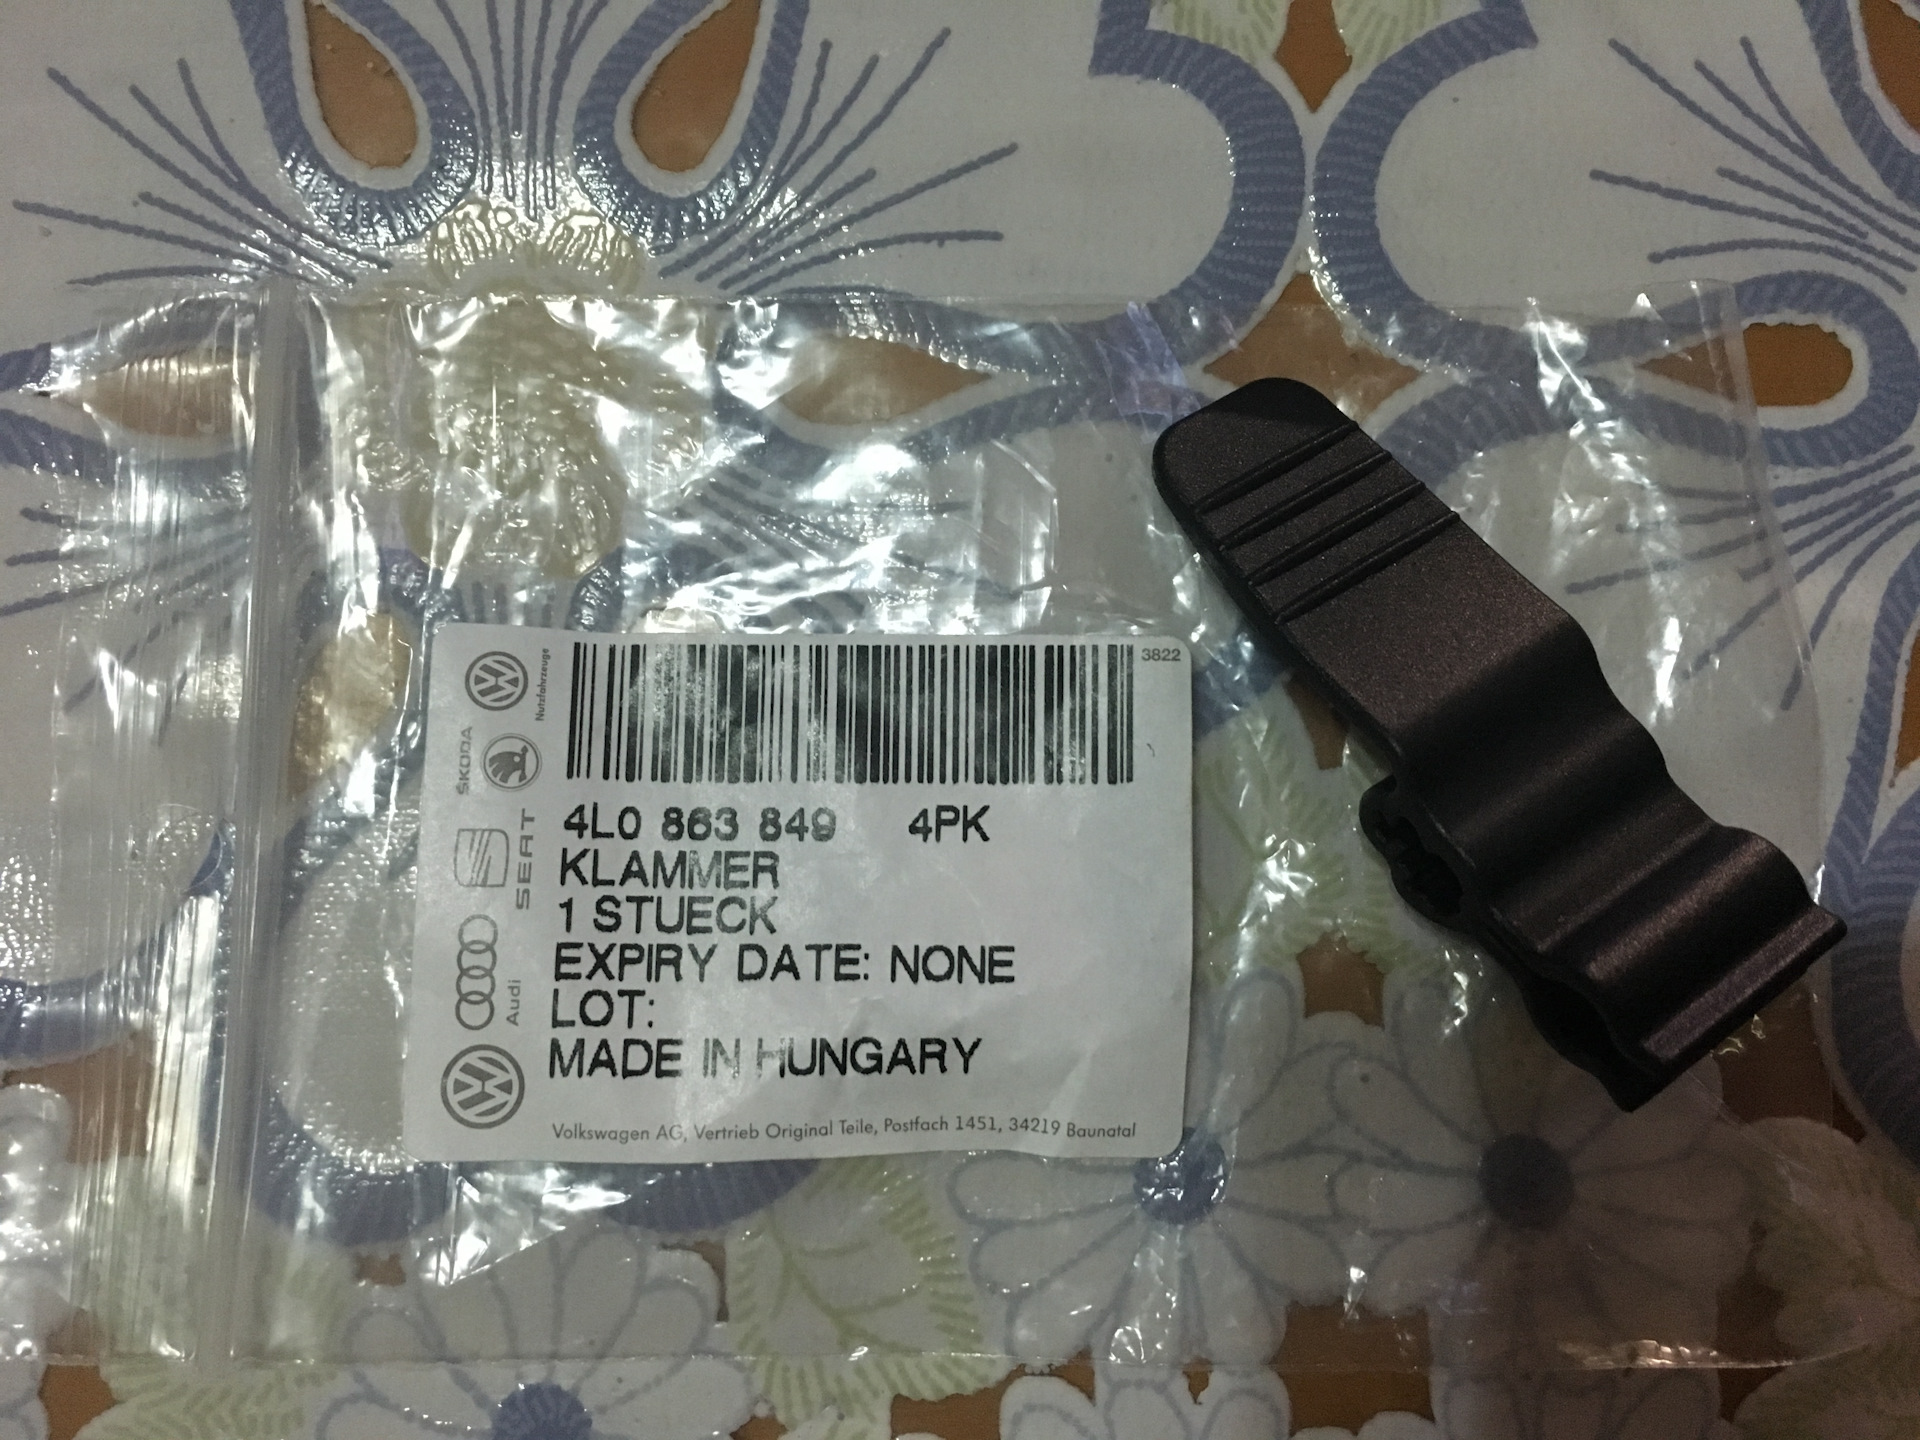 3822
Nutzfahrzeuge
ŠKODA
SEAT
Audi
4L0 863 849 4PK
KLAMMER
1 STUECK
EXPIRY DATE: NONE
LOT:
MADE IN HUNGARY
Volkswagen AG, Vertrieb Original Teile, Postfach 1451, 34219 Baunatal